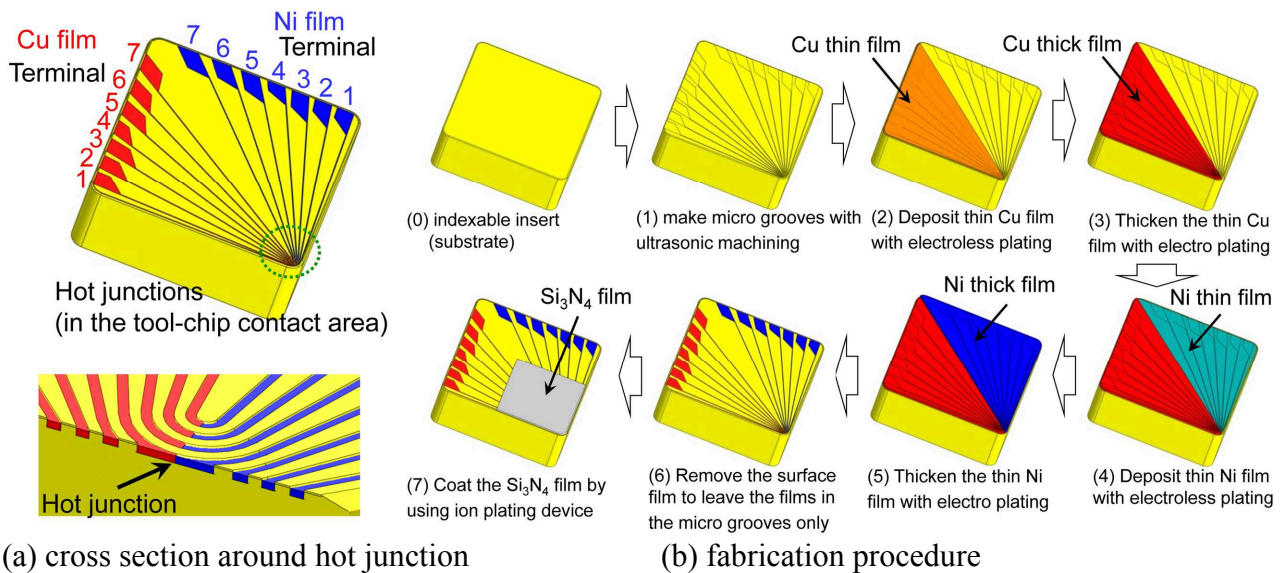 Cu film
Terminal
7
6
5
4
3
2
1
Ni film
Terminal
7
6
5
4
3
2
1
Hot junctions
(in the tool-chip contact area)
Hot junction
(a) cross section around hot junction
(0) indexable insert
(substrate)
(1) make micro grooves with
ultrasonic machining
Cu thin film
(2) Deposit thin Cu film
with electroless plating
Cu thick film
(3) Thicken the thin Cu
film with electro plating
Ni thin film
(4) Deposit thin Ni film
with electroless plating
Ni thick film
(5) Thicken the thin Ni
film with electro plating
(6) Remove the surface
film to leave the films in
the micro grooves only
Si₃N₄ film
(7) Coat the Si₃N₄ film by
using ion plating device
(b) fabrication procedure